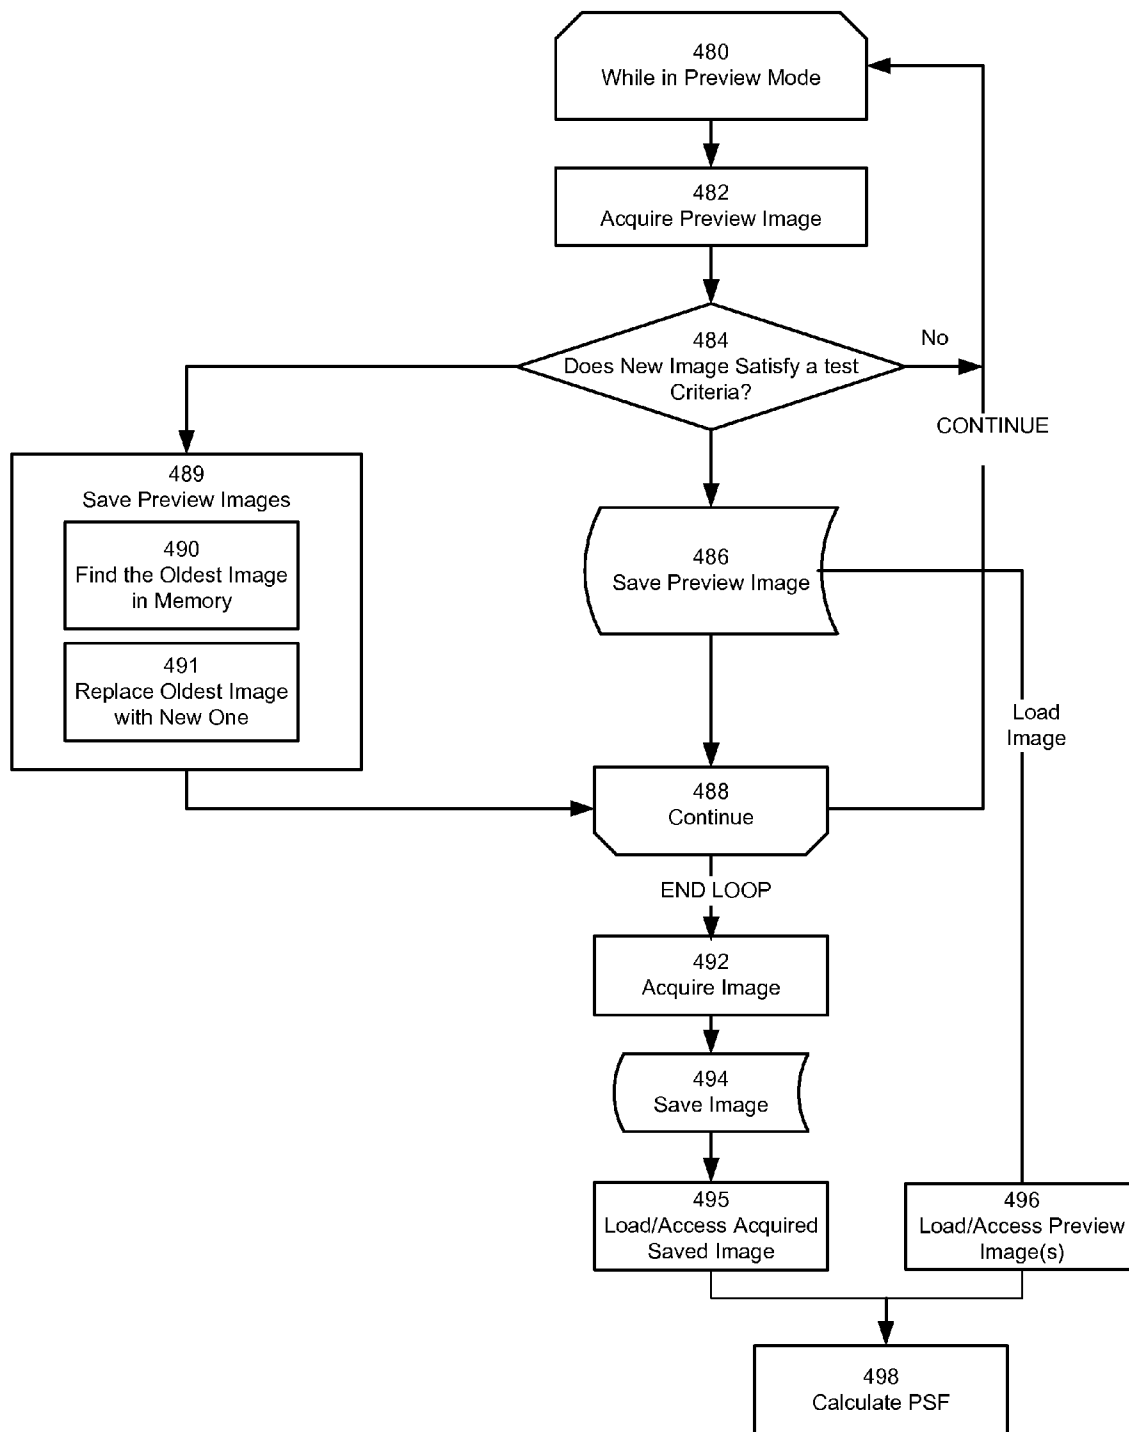 480
While in Preview Mode
482
Acquire Preview Image
484
Does New Image Satisfy a test
Criteria?
No
CONTINUE
489
Save Preview Images
490
Find the Oldest Image
in Memory
491
Replace Oldest Image
with New One
486
Save Preview Image
Load
Image
488
Continue
END LOOP
492
Acquire Image
494
Save Image
495
Load/Access Acquired
Saved Image
496
Load/Access Preview
Image(s)
498
Calculate PSF